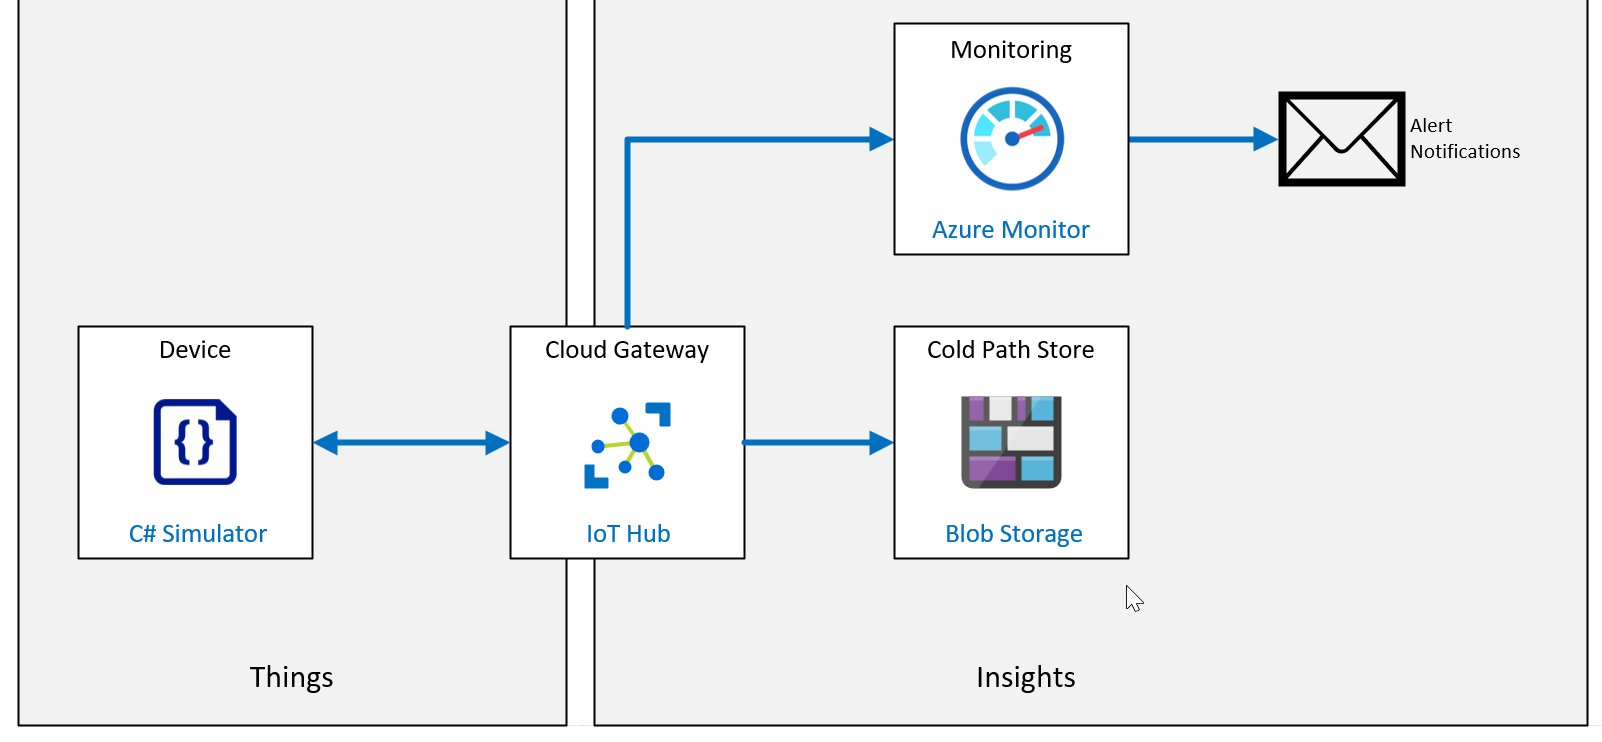 Monitoring
Azure Monitor
Alert
Notifications
Device
{}
C# Simulator
Cloud Gateway
IoT Hub
Cold Path Store
Blob Storage
Things
Insights